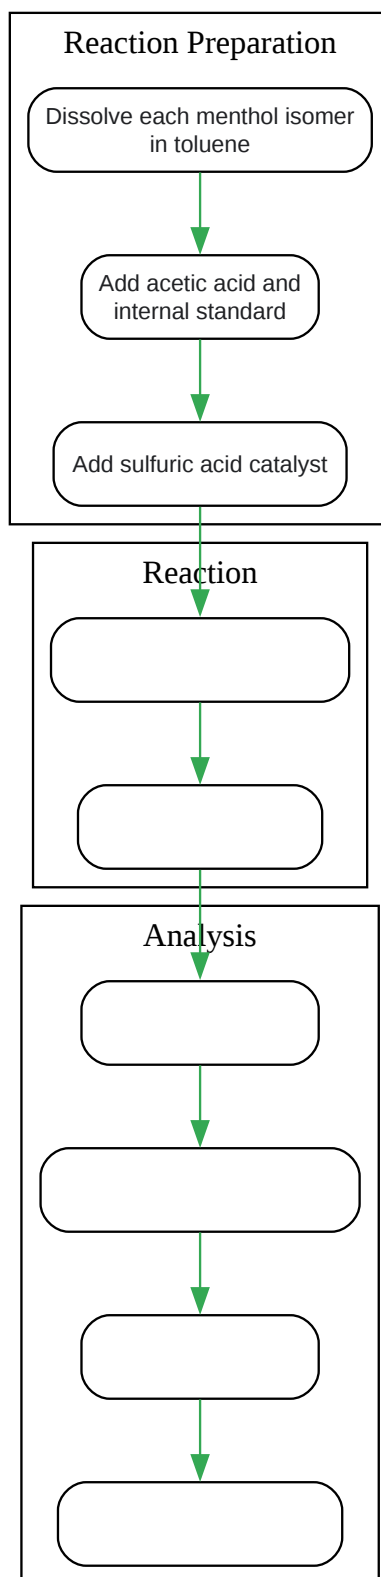 Reaction Preparation
Dissolve each menthol isomer
in toluene
Add acetic acid and
internal standard
Add sulfuric acid catalyst
Reaction
Analysis